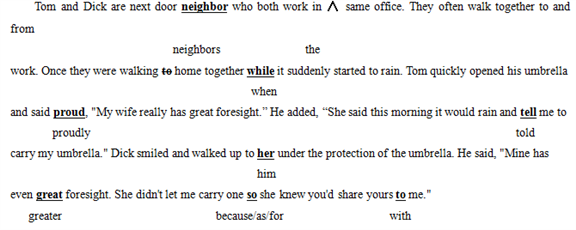 Tom and Dick are next door neighbor who both work in ∧ same office. They often walk together to and
from
neighbors the
work. Once they were walking to home together while it suddenly started to rain. Tom quickly opened his umbrella
when
and said proud, "My wife really has great foresight." He added, “She said this morning it would rain and tell me to
proudly told
carry my umbrella." Dick smiled and walked up to her under the protection of the umbrella. He said, "Mine has
him
even great foresight. She didn't let me carry one so she knew you'd share yours to me."
greater because/as/for with